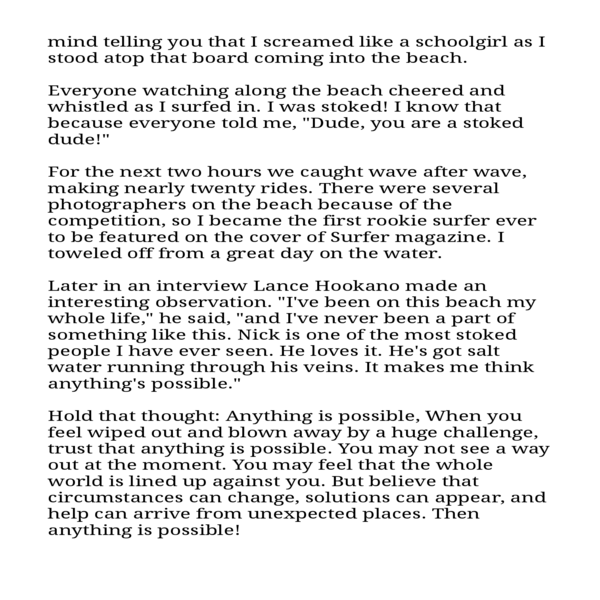 mind telling you that I screamed like a schoolgirl as I
stood atop that board coming into the beach.
Everyone watching along the beach cheered and
whistled as I surfed in. I was stoked! I know that
because everyone told me, "Dude, you are a stoked
dude!"
For the next two hours we caught wave after wave,
making nearly twenty rides. There were several
photographers on the beach because of the
competition, so I became the first rookie surfer ever
to be featured on the cover of Surfer magazine. I
toweled off from a great day on the water.
Later in an interview Lance Hookano made an
interesting observation. "I've been on this beach my
whole life," he said, "and I've never been a part of
something like this. Nick is one of the most stoked
people I have ever seen. He loves it. He's got salt
water running through his veins. It makes me think
anything's possible."
Hold that thought: Anything is possible, When you
feel wiped out and blown away by a huge challenge,
trust that anything is possible. You may not see a way
out at the moment. You may feel that the whole
world is lined up against you. But believe that
circumstances can change, solutions can appear, and
help can arrive from unexpected places. Then
anything is possible!